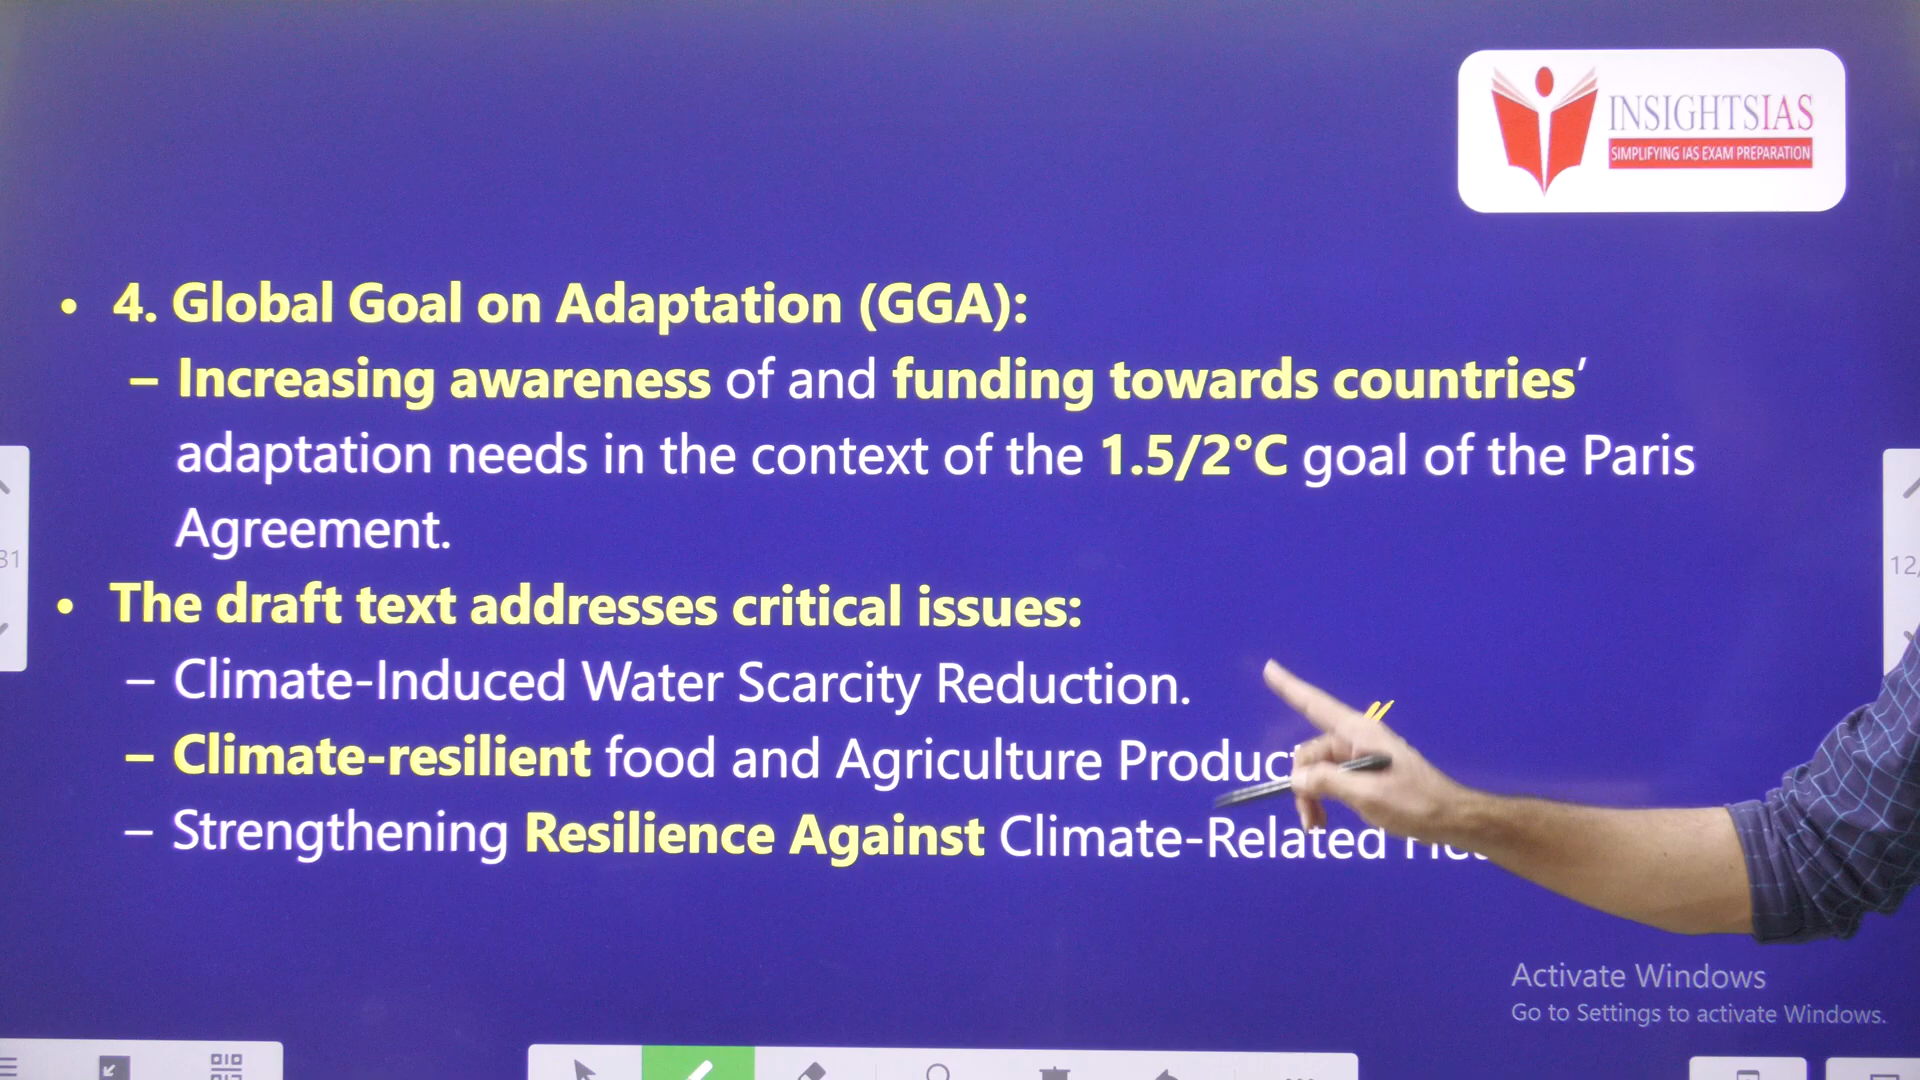 INSIGHTSIAS
SIMPLIFYING IAS EXAM PREPARATION
• 4. Global Goal on Adaptation (GGA):
– Increasing awareness of and funding towards countries’
adaptation needs in the context of the 1.5/2°C goal of the Paris
Agreement.
• The draft text addresses critical issues:
– Climate-Induced Water Scarcity Reduction.
– Climate-resilient food and Agriculture
– Strengthening Resilience Against Climate-Related
31
12
Activate Windows
Go to Settings to activate Windows.